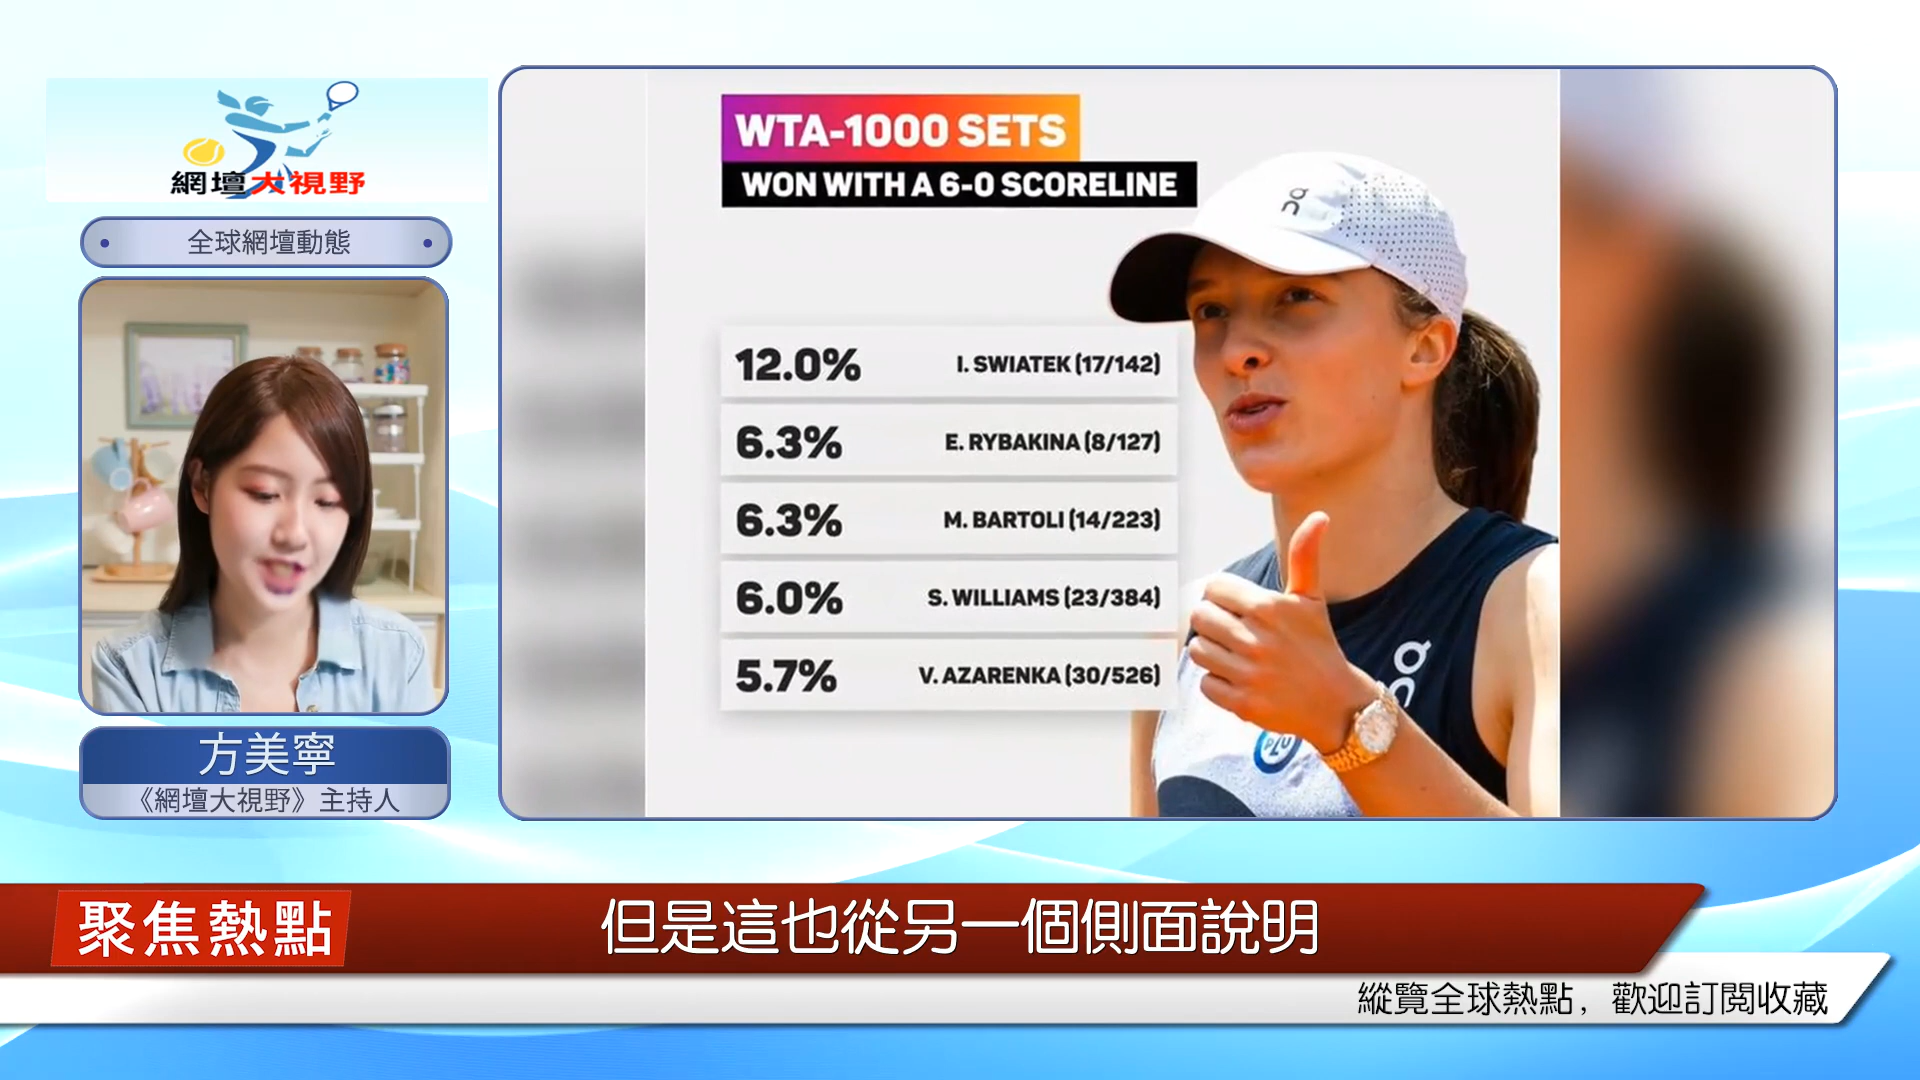 網壇大視野
全球網壇動態
方美寧
《網壇大視野》主持人
WTA-1000 SETS
WON WITH A 6-0 SCORELINE
12.0% I. SWIATEK (17/142)
6.3% E. RYBAKINA (8/127)
6.3% M. BARTOLI (14/223)
6.0% S. WILLIAMS (23/384)
5.7% V. AZARENKA (30/526)
聚焦熱點
但是這也從另一個側面說明
縱覽全球熱點，歡迎訂閱收藏